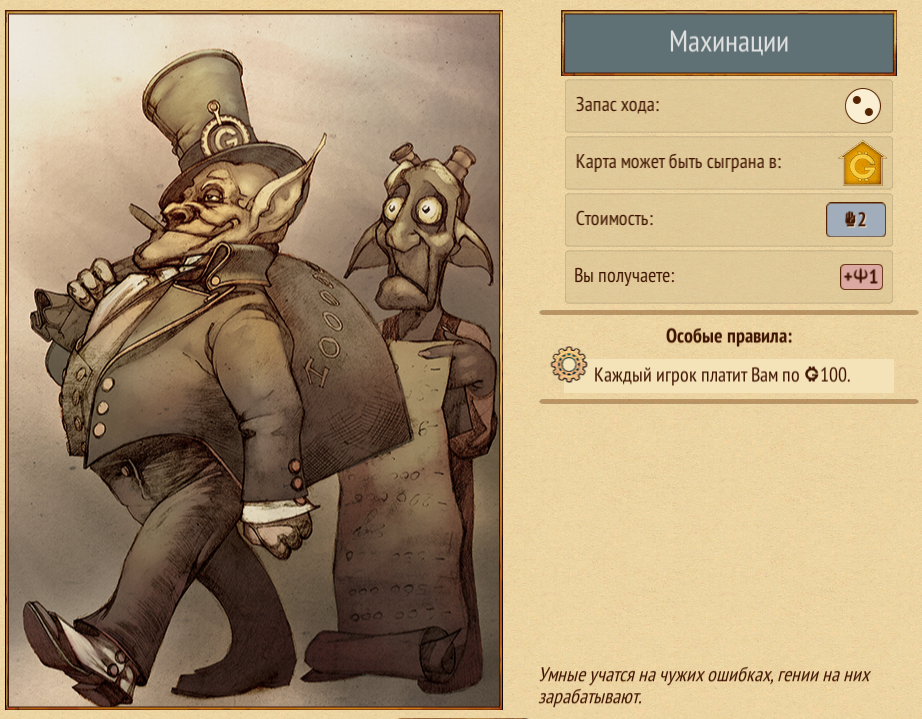 Махинации
Запас хода:
Карта может быть сыграна в:
G
Стоимость:
2
Вы получаете:
+1
Особые правила:
Каждый игрок платит Вам по G100.
Умные учатся на чужих ошибках, гении на них
зарабатывают.
G